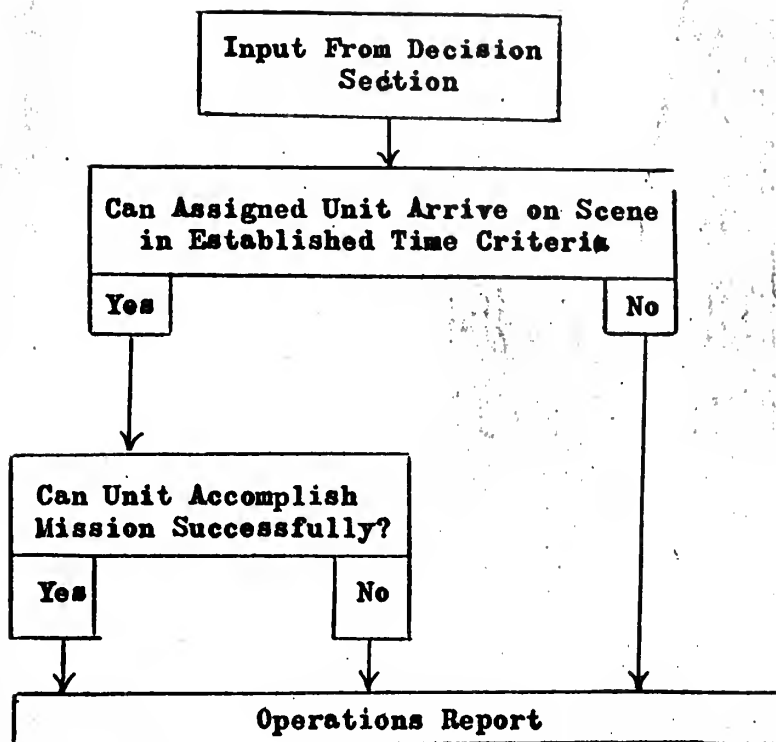 Input From Decision
Section
Can Assigned Unit Arrive on Scene
in Established Time Criteria
Yes
No
Can Unit Accomplish
Mission Successfully?
Yes
No
Operations Report